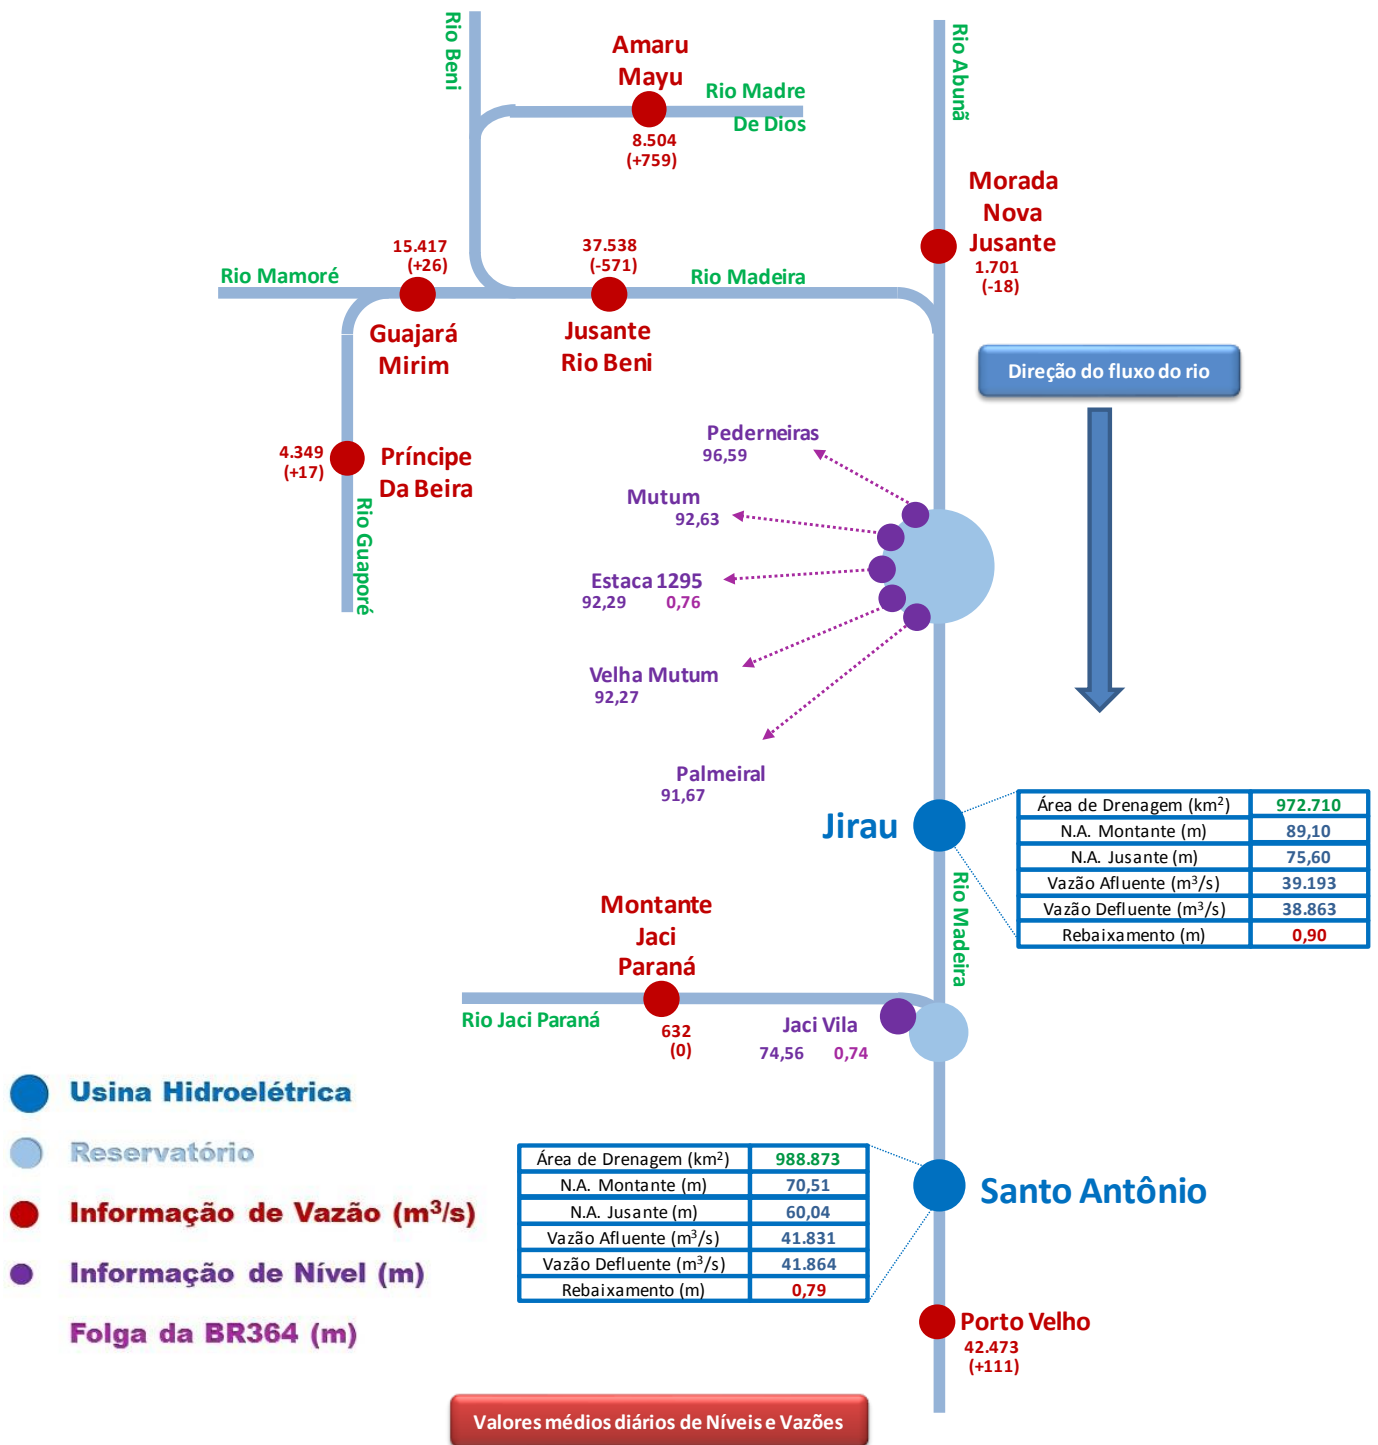 Rio Beni
Amaru
Mayu
Rio Madre
De Dios
8.504
(+759)
Rio Abunã
Morada
Nova
Jusante
1.701
(-18)
15.417
(+26)
37.538
(-571)
Rio Mamoré
Rio Madeira
Guajará
Mirim
Jusante
Rio Beni
Direção do fluxo do rio
4.349
(+17)
Príncipe
Da Beira
Rio Guaporé
Pederneiras
96,59
Mutum
92,63
Estaca 1295
92,29 0,76
Velha Mutum
92,27
Palmeiral
91,67
Jirau
Área de Drenagem (km²) 972.710
N.A. Montante (m) 89,10
N.A. Jusante (m) 75,60
Vazão Afluente (m³/s) 39.193
Vazão Defluente (m³/s) 38.863
Rebaixamento (m) 0,90
Rio Madeira
Montante
Jaci
Paraná
Rio Jaci Paraná
632
(0)
Jaci Vila
74,56 0,74
Usina Hidroelétrica
Reservatório
Informação de Vazão (m³/s)
Informação de Nível (m)
Folga da BR364 (m)
Área de Drenagem (km²) 988.873
N.A. Montante (m) 70,51
N.A. Jusante (m) 60,04
Vazão Afluente (m³/s) 41.831
Vazão Defluente (m³/s) 41.864
Rebaixamento (m) 0,79
Santo Antônio
Porto Velho
42.473
(+111)
Valores médios diários de Níveis e Vazões